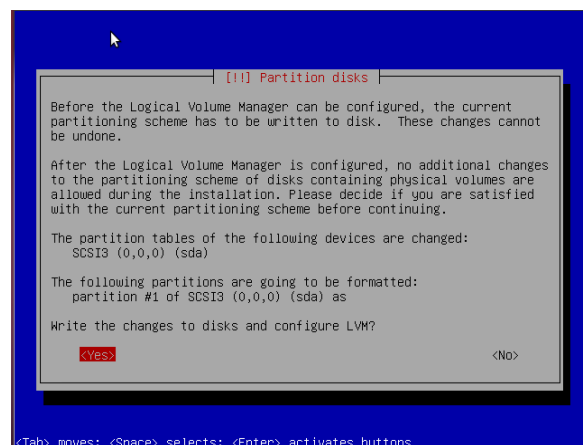 [!!] Partition disks
Before the Logical Volume Manager can be configured, the current
partitioning scheme has to be written to disk.  These changes cannot
be undone.
After the Logical Volume Manager is configured, no additional changes
to the partitioning scheme of disks containing physical volumes are
allowed during the installation. Please decide if you are satisfied
with the current partitioning scheme before continuing.
The partition tables of the following devices are changed:
SCSI3 (0,0,0) (sda)
The following partitions are going to be formatted:
partition #1 of SCSI3 (0,0,0) (sda) as
Write the changes to disks and configure LVM?
<Yes> <No>
<Tab> moves; <Space> selects; <Enter> activates buttons